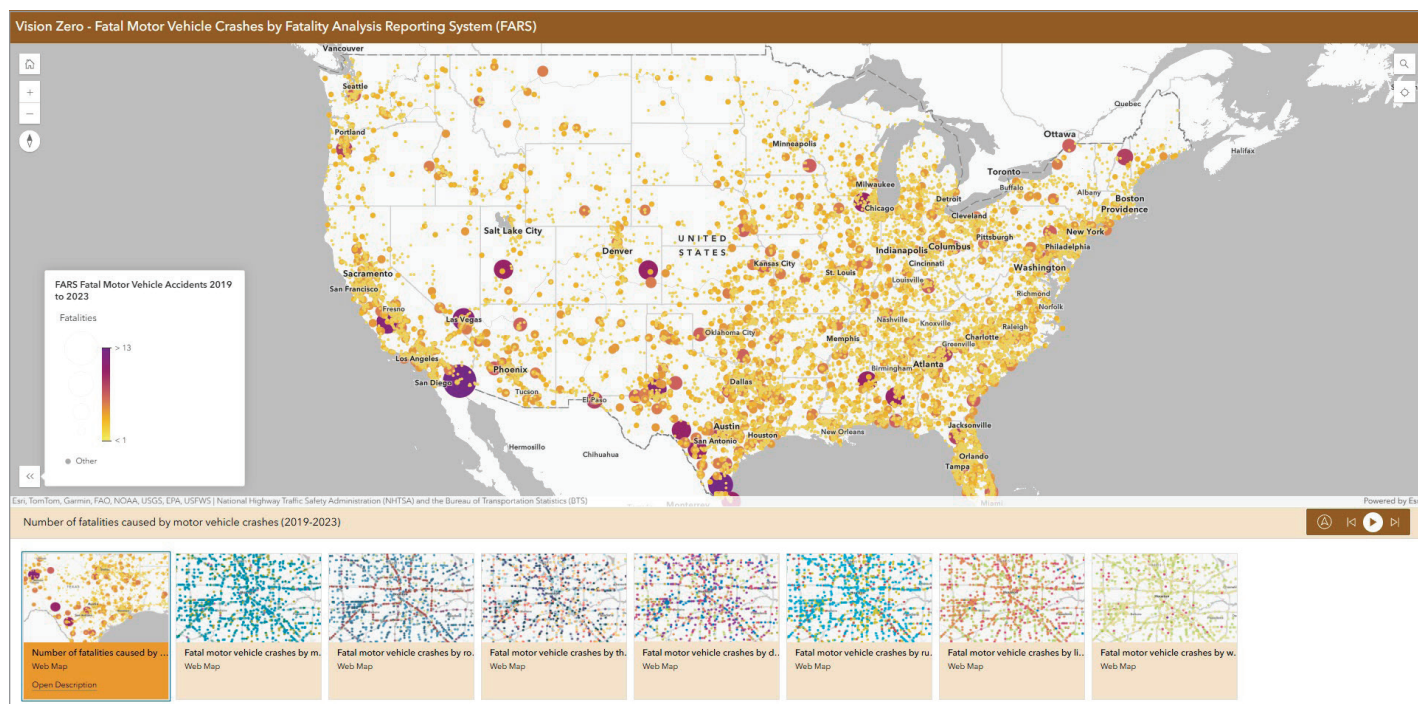 Vision Zero - Fatal Motor Vehicle Crashes by Fatality Analysis Reporting System (FARS)
Vancouver
Seattle
Quebec
Portland
Ottawa
Minneapolis
Halifax
Toronto
Milwaukee
Buffalo
Albany
Chicago
Detroit
Boston
Providence
Cleveland
Salt Lake City
UNITED
STATES
Denver
New York
Pittsburgh
Indianapolis
Columbus
Philadelphia
Kansas City
St. Louis
Cincinnati
Washington
Sacramento
San Francisco
Louisville
Richmond
Norfolk
Fresno
Las Vegas
Nashville
Knoxville
Raleigh
Oklahoma City
Memphis
Charlotte
Greenville
Los Angeles
Phoenix
Birmingham
Atlanta
San Diego
Dallas
Tucson
El Paso
Austin
San Antonio
Houston
New Orleans
Jacksonville
Hermosillo
Chihuahua
Orlando
Tampa
Miami
Monterrey
FARS Fatal Motor Vehicle Accidents 2019
to 2023
Fatalities
> 13
< 1
Other
Esri, TomTom, Garmin, FAO, NOAA, USGS, EPA, USFWS | National Highway Traffic Safety Administration (NHTSA) and the Bureau of Transportation Statistics (BTS)
Powered by Esr
Number of fatalities caused by motor vehicle crashes (2019-2023)
Number of fatalities caused by ...
Web Map
Open Description
Fatal motor vehicle crashes by m...
Web Map
Fatal motor vehicle crashes by ro...
Web Map
Fatal motor vehicle crashes by th...
Web Map
Fatal motor vehicle crashes by d...
Web Map
Fatal motor vehicle crashes by ru...
Web Map
Fatal motor vehicle crashes by li...
Web Map
Fatal motor vehicle crashes by w...
Web Map